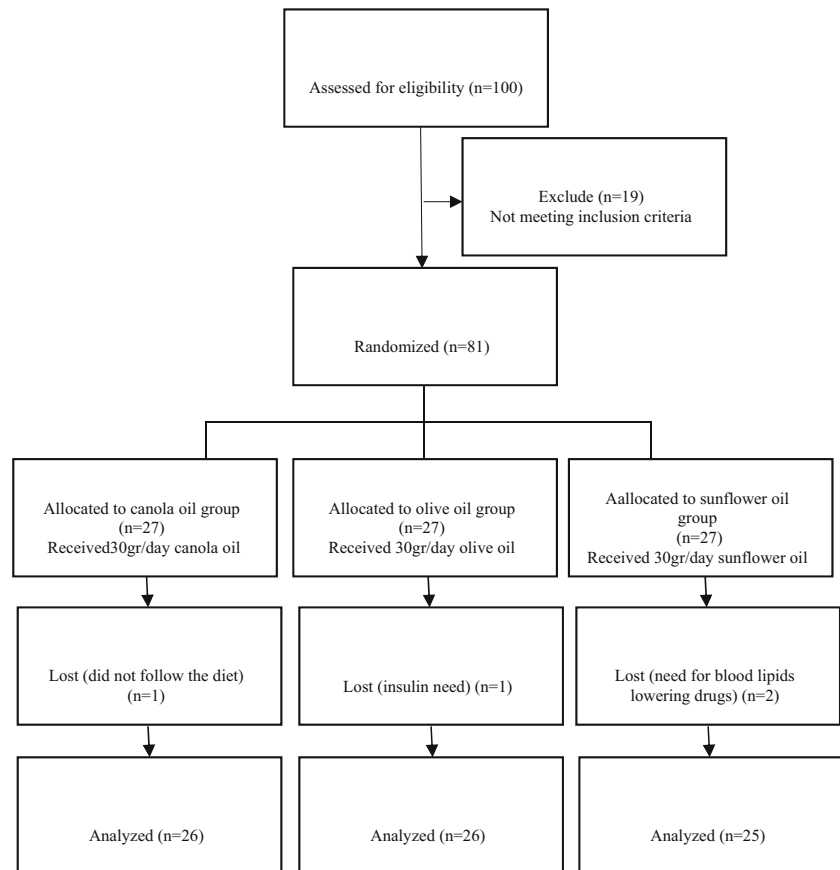 Assessed for eligibility (n=100)
Exclude (n=19)
Not meeting inclusion criteria
Randomized (n=81)
Allocated to canola oil group
(n=27)
Received30gr/day canola oil
Allocated to olive oil group
(n=27)
Received 30gr/day olive oil
Aallocated to sunflower oil
group
(n=27)
Received 30gr/day sunflower oil
Lost (did not follow the diet)
(n=1)
Lost (insulin need) (n=1)
Lost (need for blood lipids
lowering drugs) (n=2)
Analyzed (n=26)
Analyzed (n=26)
Analyzed (n=25)